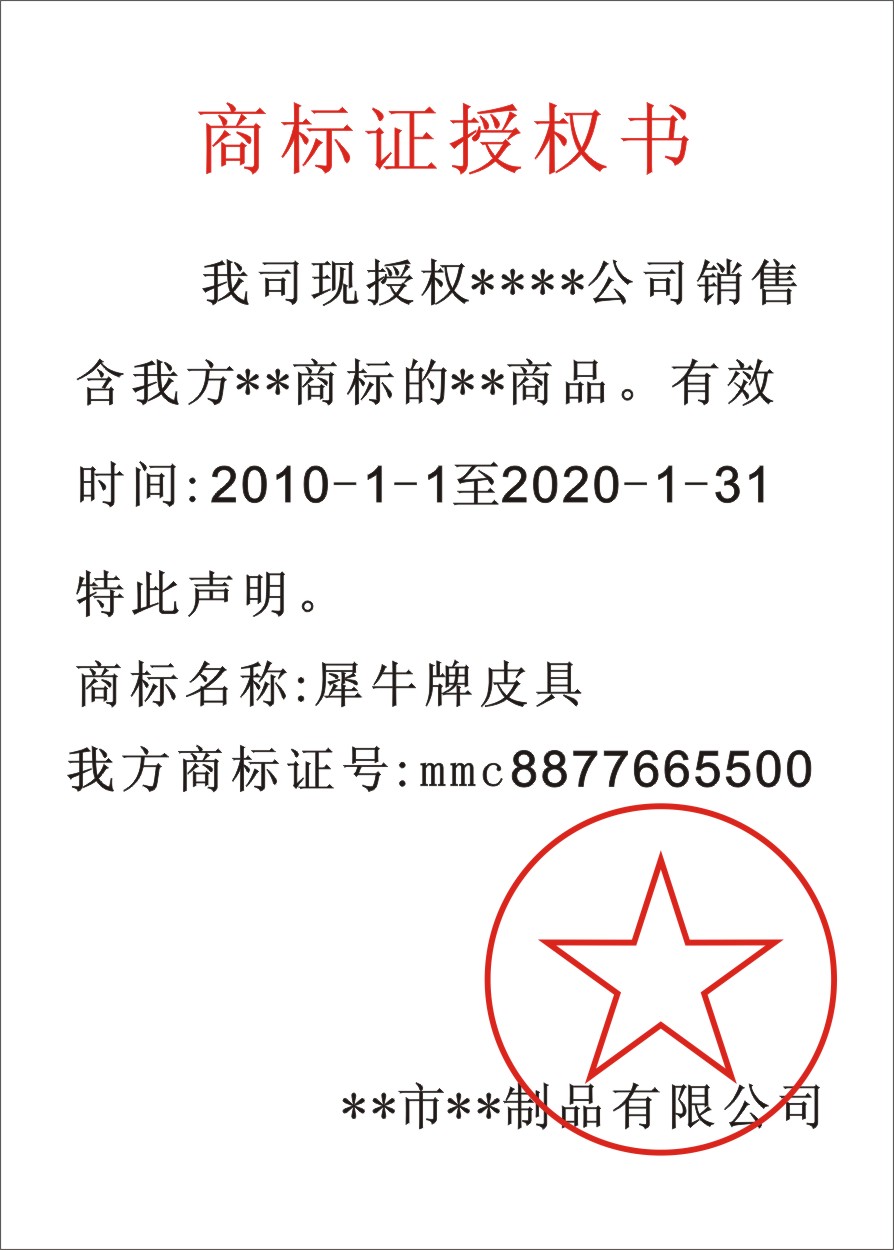 商标证授权书
我司现授权****公司销售
含我方**商标的**商品。有效
时间:2010-1-1至2020-1-31
特此声明。
商标名称:犀牛牌皮具
我方商标证号:mmc8877665500
**市**制品有限公司